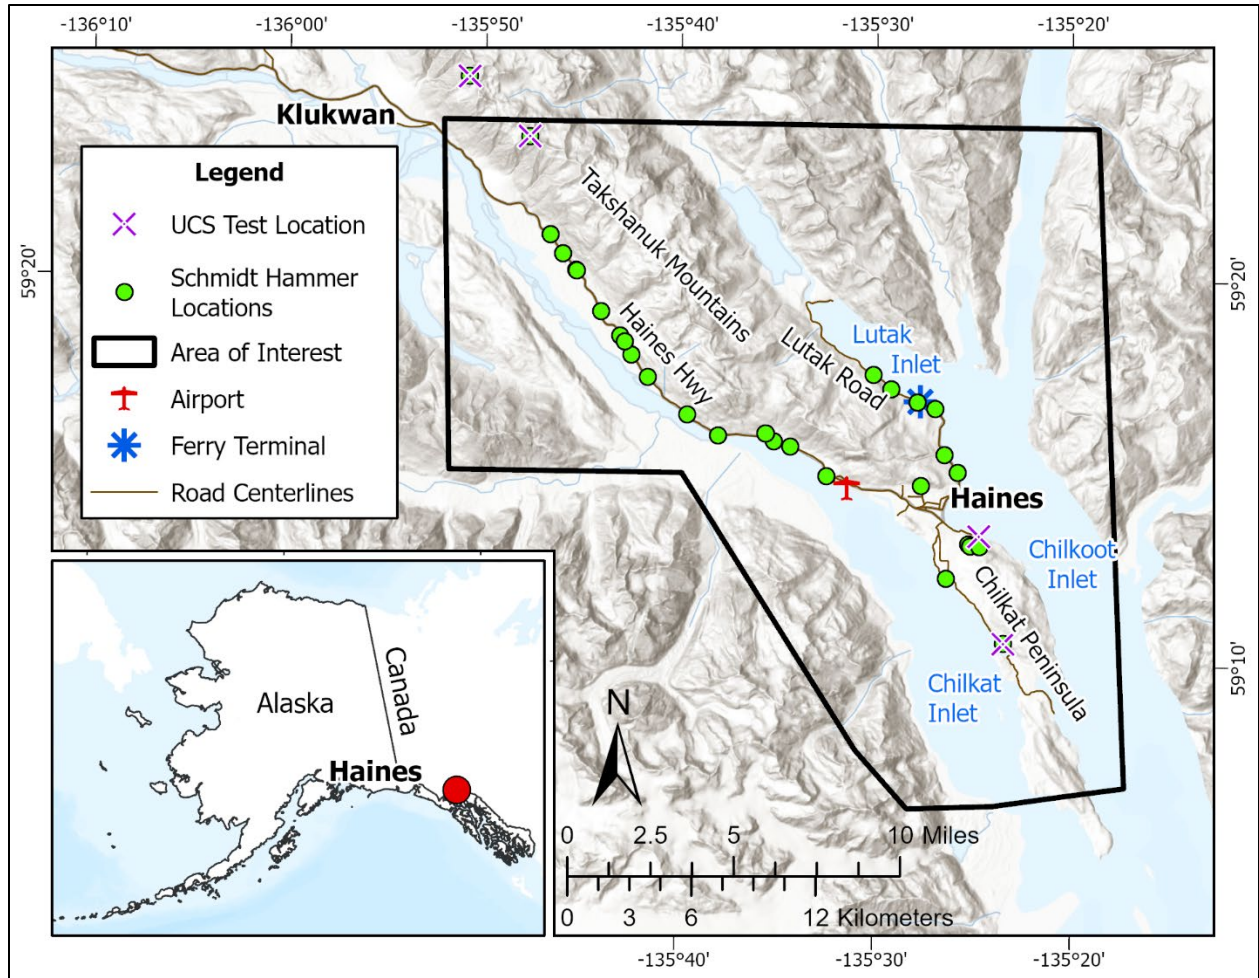 -136°10'
-136°00'
-135°50'
-135°40'
-135°30'
-135°20'
Klukwan
Legend
UCS Test Location
Schmidt Hammer
Locations
Area of Interest
Airport
Ferry Terminal
Road Centerlines
59°20'
59°20'
Takshanuk Mountains
Haines Hwy
Lutak Road
Lutak
Inlet
Haines
Chilkoot
Inlet
Chilkat Peninsula
Chilkat
Inlet
59°10'
Alaska
Canada
Haines
N
0
2.5
5
10 Miles
0
3
6
12 Kilometers
-135°40'
-135°30'
-135°20'